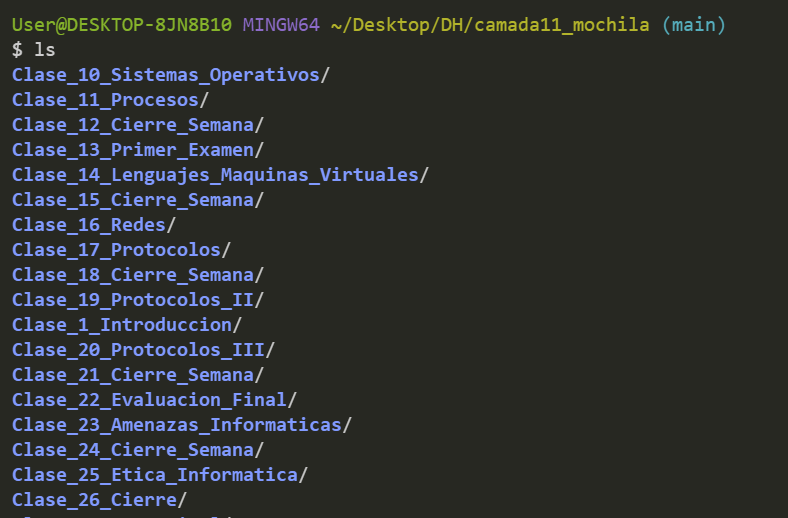 User@DESKTOP-8JN8B10 MINGW64 ~/Desktop/DH/camada11_mochila (main)
$ ls
Clase_10_Sistemas_Operativos/
Clase_11_Procesos/
Clase_12_Cierre_Semana/
Clase_13_Primer_Examen/
Clase_14_Lenguajes_Maquinas_Virtuales/
Clase_15_Cierre_Semana/
Clase_16_Redes/
Clase_17_Protocolos/
Clase_18_Cierre_Semana/
Clase_19_Protocolos_II/
Clase_1_Introduccion/
Clase_20_Protocolos_III/
Clase_21_Cierre_Semana/
Clase_22_Evaluacion_Final/
Clase_23_Amenazas_Informaticas/
Clase_24_Cierre_Semana/
Clase_25_Etica_Informatica/
Clase_26_Cierre/